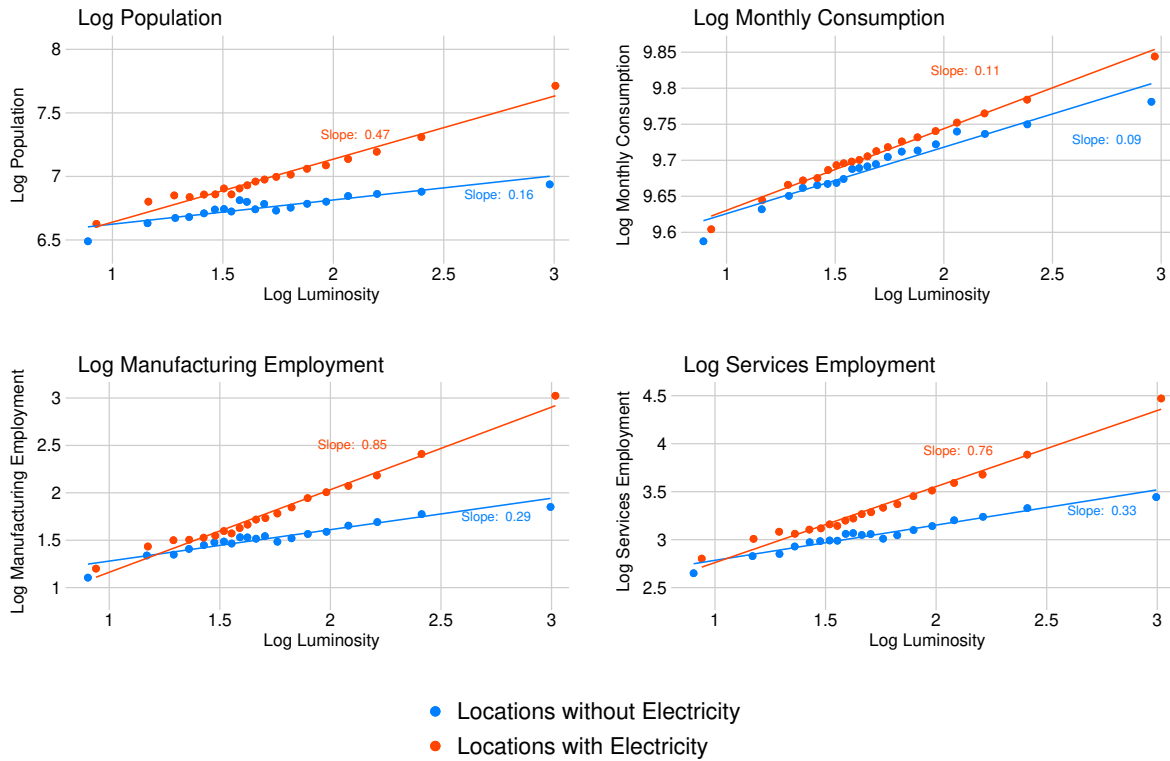 Log Population
8
7.5
7
6.5
Log Population
Slope: 0.47
Slope: 0.16
1
1.5
2
2.5
3
Log Luminosity
Log Monthly Consumption
9.85
9.8
9.75
9.7
9.65
9.6
Log Monthly Consumption
Slope: 0.11
Slope: 0.09
1
1.5
2
2.5
3
Log Luminosity
Log Manufacturing Employment
3
2.5
2
1.5
1
Log Manufacturing Employment
Slope: 0.85
Slope: 0.29
1
1.5
2
2.5
3
Log Luminosity
Log Services Employment
4.5
4
3.5
3
2.5
Log Services Employment
Slope: 0.76
Slope: 0.33
1
1.5
2
2.5
3
Log Luminosity
Locations without Electricity
Locations with Electricity